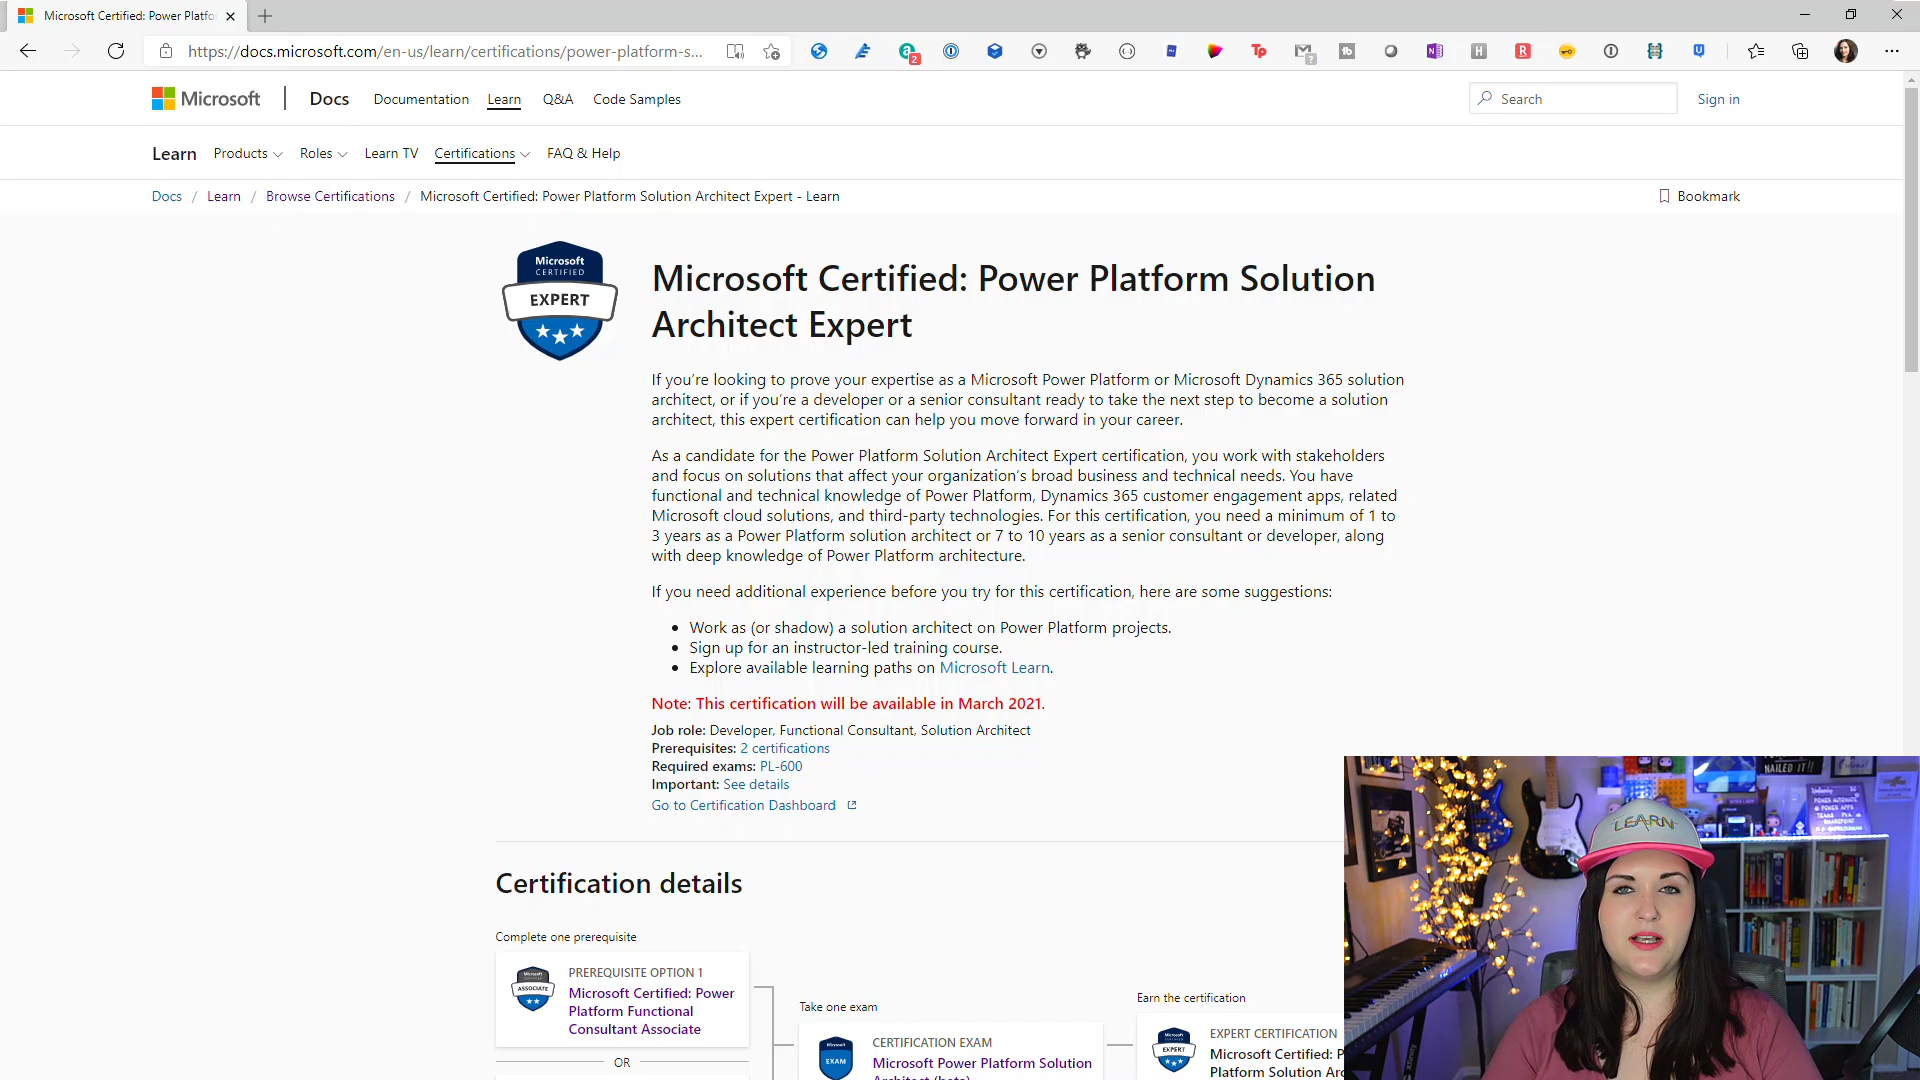 Microsoft Certified: Power Platfo
https://docs.microsoft.com/en-us/learn/certifications/power-platform-s...
Microsoft
Docs
Documentation
Learn
Q&A
Code Samples
Search
Sign in
Learn
Products
Roles
Learn TV
Certifications
FAQ & Help
Docs / Learn / Browse Certifications / Microsoft Certified: Power Platform Solution Architect Expert - Learn
Bookmark
Microsoft
CERTIFIED
EXPERT
Microsoft Certified: Power Platform Solution
Architect Expert
If you're looking to prove your expertise as a Microsoft Power Platform or Microsoft Dynamics 365 solution
architect, or if you're a developer or a senior consultant ready to take the next step to become a solution
architect, this expert certification can help you move forward in your career.
As a candidate for the Power Platform Solution Architect Expert certification, you work with stakeholders
and focus on solutions that affect your organization's broad business and technical needs. You have
functional and technical knowledge of Power Platform, Dynamics 365 customer engagement apps, related
Microsoft cloud solutions, and third-party technologies. For this certification, you need a minimum of 1 to
3 years as a Power Platform solution architect or 7 to 10 years as a senior consultant or developer, along
with deep knowledge of Power Platform architecture.
If you need additional experience before you try for this certification, here are some suggestions:
• Work as (or shadow) a solution architect on Power Platform projects.
• Sign up for an instructor-led training course.
• Explore available learning paths on Microsoft Learn.
Note: This certification will be available in March 2021.
Job role: Developer, Functional Consultant, Solution Architect
Prerequisites: 2 certifications
Required exams: PL-600
Important: See details
Go to Certification Dashboard
Certification details
Complete one prerequisite
Microsoft
ASSOCIATE
PREREQUISITE OPTION 1
Microsoft Certified: Power
Platform Functional
Consultant Associate
OR
Take one exam
Microsoft
EXAM
CERTIFICATION EXAM
Microsoft Power Platform Solution
Architect (beta)
Earn the certification
Microsoft
EXPERT
EXPERT CERTIFICATION
Microsoft Certified: P
Platform Solution Arc
NAILED IT!
LEARN
POWER AUTOMATE
POWER APPS